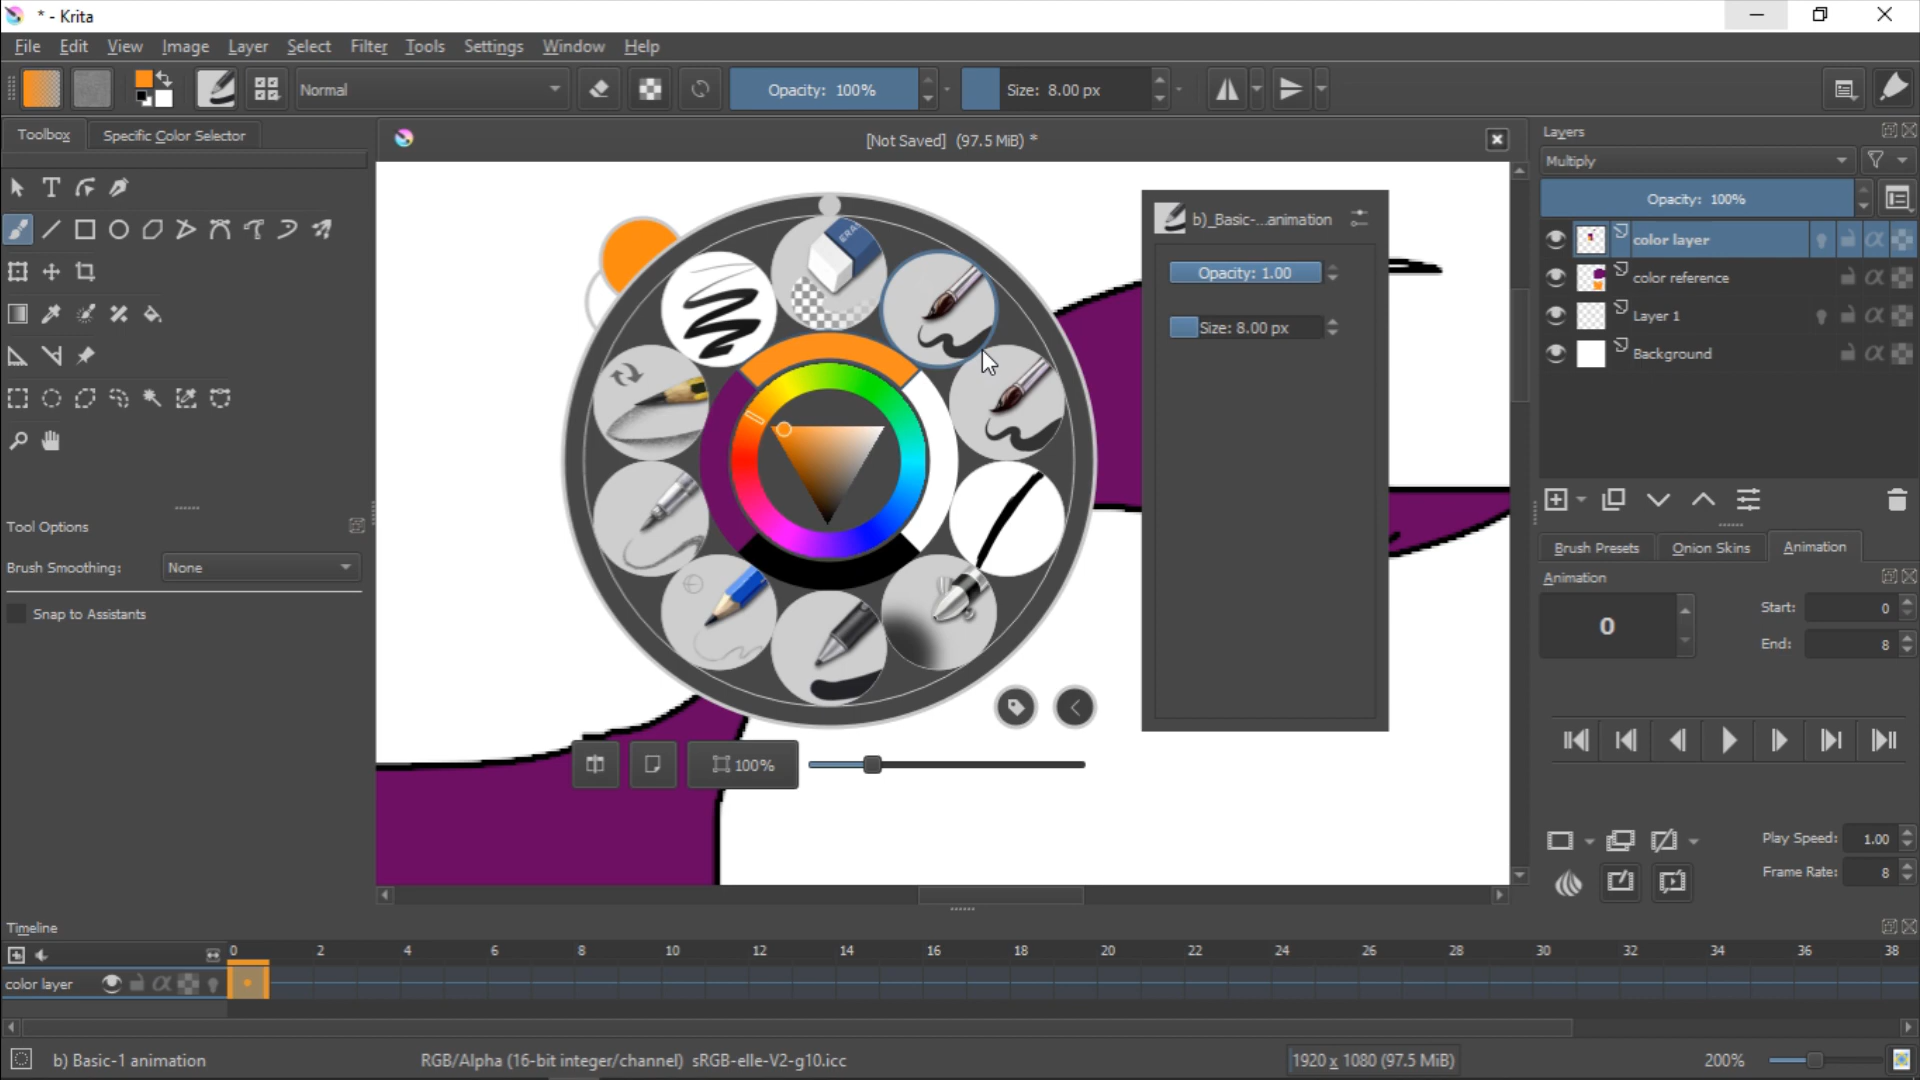 * - Krita
File Edit View Image Layer Select Filter Tools Settings Window Help
Normal
Opacity: 100%
Size: 8.00 px
Toolbox
Specific Color Selector
[Not Saved] (97.5 MiB) *
Layers
Multiply
Opacity: 100%
color layer
color reference
Layer 1
Background
b)_Basic-...animation
Opacity: 1.00
Size: 8.00 px
ERAS
Tool Options
Brush Smoothing:
None
Snap to Assistants
Brush Presets
Onion Skins
Animation
Animation
0
Start: 0
End: 8
100%
Play Speed: 1.00
Frame Rate: 8
Timeline
0 2 4 6 8 10 12 14 16 18 20 22 24 26 28 30 32 34 36 38
color layer
b) Basic-1 animation
RGB/Alpha (16-bit integer/channel) sRGB-elle-V2-g10.icc
1920 x 1080 (97.5 MiB)
200%